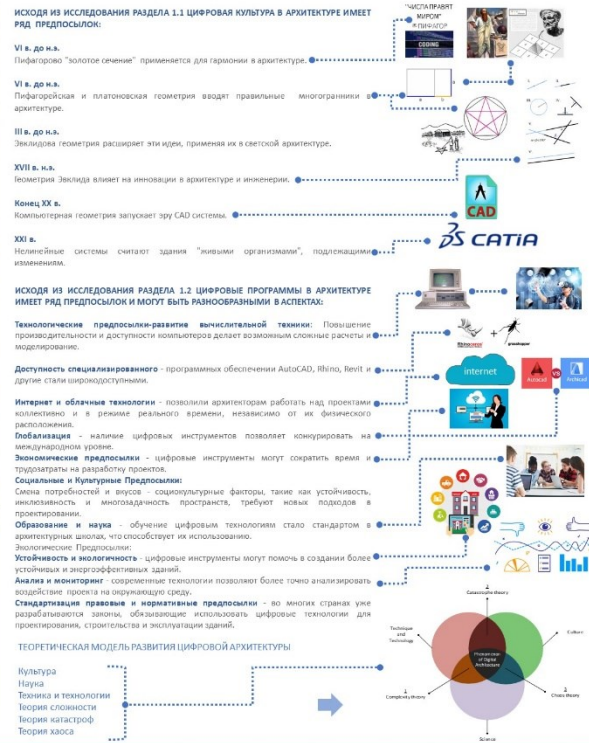 ИСХОДЯ ИЗ ИССЛЕДОВАНИЯ РАЗДЕЛА 1.1 ЦИФРОВАЯ КУЛЬТУРА В АРХИТЕКТУРЕ ИМЕЕТ
РЯД ПРЕДПОСЫЛОК:
"ЧИСЛА ПРАВЯТ
МИРОМ"
ПИФАГОР
CODING
VI в. до н.э.
Пифагорово "золотое сечение" применяется для гармонии в архитектуре.
VI в. до н.э.
Пифагорейская и платоновская геометрия вводят правильные многогранники в
архитектуре.
III в. до н.э.
Эвклидова геометрия расширяет эти идеи, применяя их в светской архитектуре.
XVII в. н.э.
Геометрия Эвклида влияет на инновации в архитектуре и инженерии.
Конец XX в.
Компьютерная геометрия запускает эру CAD системы.
CAD
XXI в.
Нелинейные системы считают здания "живыми организмами", подлежащими
изменениям.
CATIA
ИСХОДЯ ИЗ ИССЛЕДОВАНИЯ РАЗДЕЛА 1.2 ЦИФРОВЫЕ ПРОГРАММЫ В АРХИТЕКТУРЕ
ИМЕЕТ РЯД ПРЕДПОСЫЛОК И МОГУТ БЫТЬ РАЗНООБРАЗНЫМИ В АСПЕКТАХ:
Технологические предпосылки-развитие вычислительной техники: Повышение
производительности и доступности компьютеров делает возможным сложные расчеты и
моделирование.
Rhinoceros
grasshopper
Доступность специализированного - программных обеспечении AutoCAD, Rhino, Revit и
другие стали широкодоступными.
internet
Autocad
VS
Archicad
Интернет и облачные технологии - позволили архитекторам работать над проектами
коллективно и в режиме реального времени, независимо от их физического
расположения.
Глобализация - наличие цифровых инструментов позволяет конкурировать на
международном уровне.
Экономические предпосылки - цифровые инструменты могут сократить время и
трудозатраты на разработку проектов.
Социальные и Культурные Предпосылки:
Смена потребностей и вкусов - социокультурные факторы, такие как устойчивость,
инклюзивность и многозадачность пространств, требуют новых подходов в
проектировании.
Образование и наука - обучение цифровым технологиям стало стандартом в
архитектурных школах, что способствует их использованию.
Экологические Предпосылки:
Устойчивость и экологичность - цифровые инструменты могут помочь в создании более
устойчивых и энергоэффективных зданий.
Анализ и мониторинг - современные технологии позволяют более точно анализировать
воздействие проекта на окружающую среду.
Стандартизация правовые и нормативные предпосылки - во многих странах уже
разрабатываются законы, обязывающие использовать цифровые технологии для
проектирования, строительства и эксплуатации зданий.
ТЕОРЕТИЧЕСКАЯ МОДЕЛЬ РАЗВИТИЯ ЦИФРОВОЙ АРХИТЕКТУРЫ
Культура
Наука
Техника и технологии
Теория сложности
Теория катастроф
Теория хаоса
Catastrophe theory
Technique
and
Technology
Culture
Phenomenon
of Digital
Architecture
Complexity theory
Chaos theory
Science